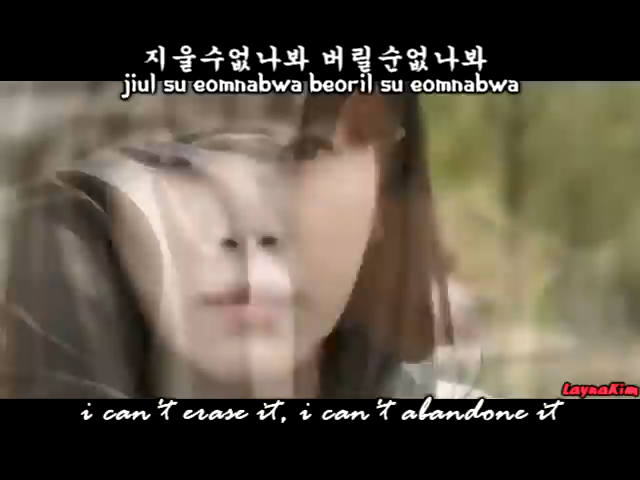 지울수없나봐 버릴순없나봐
jiul su eomnabwa beoril su eomnabwa
LaynaKim
i can't erase it, i can't abandone it